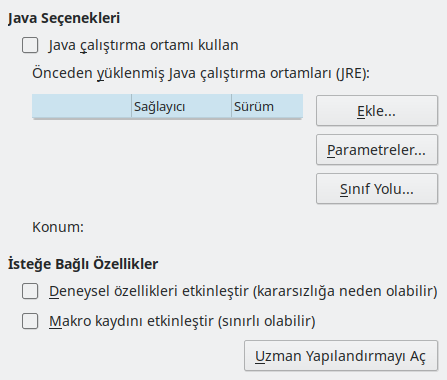 Java Seçenekleri
Java çalıştırma ortamı kullan
Önceden yüklenmiş Java çalıştırma ortamları (JRE):
Sağlayıcı Sürüm
Ekle...
Parametreler...
Sınıf Yolu...
Konum:
İsteğe Bağlı Özellikler
Deneysel özellikleri etkinleştir (kararsızlığa neden olabilir)
Makro kaydını etkinleştir (sınırlı olabilir)
Uzman Yapılandırmayı Aç